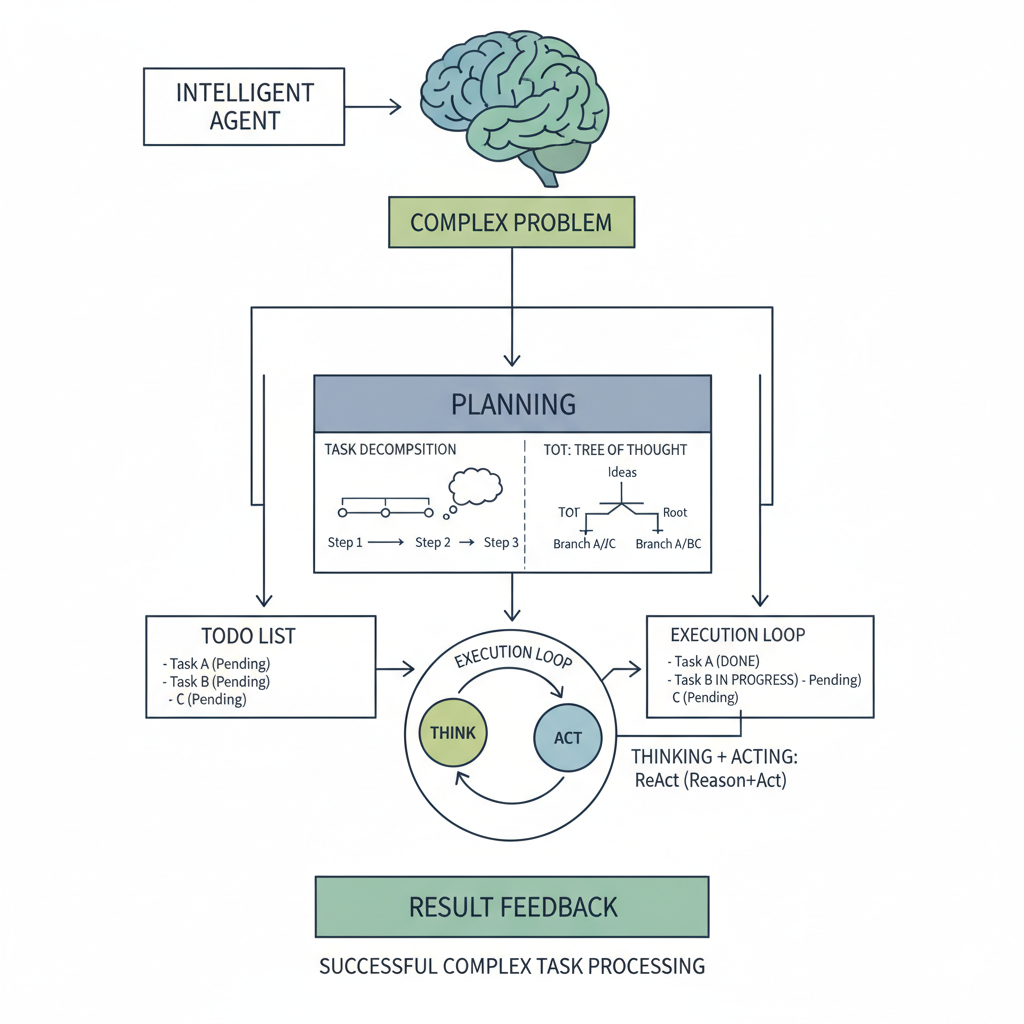 INTELLIGENT
AGENT
COMPLEX PROBLEM
PLANNING
TASK DECOMPSITION
Step 1
Step 2
Step 3
TOT: TREE OF THOUGHT
Ideas
TOT
Root
Branch A//C
Branch A/BC
TODO LIST
- Task A (Pending)
- Task B (Pending)
- C (Pending)
EXECUTION LOOP
THINK
ACT
EXECUTION LOOP
- Task A (DONE)
- Task B IN PROGRESS) - Pending)
C (Pending)
THINKING + ACTING:
ReAct (Reason+Act)
RESULT FEEDBACK
SUCCESSFUL COMPLEX TASK PROCESSING